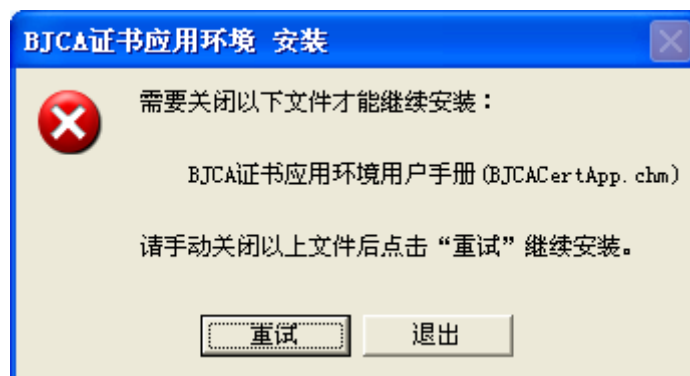 BJCA证书应用环境 安装
需要关闭以下文件才能继续安装：
BJCA证书应用环境用户手册(BJCACertApp.chm)
请手动关闭以上文件后点击“重试”继续安装。
重试 退出